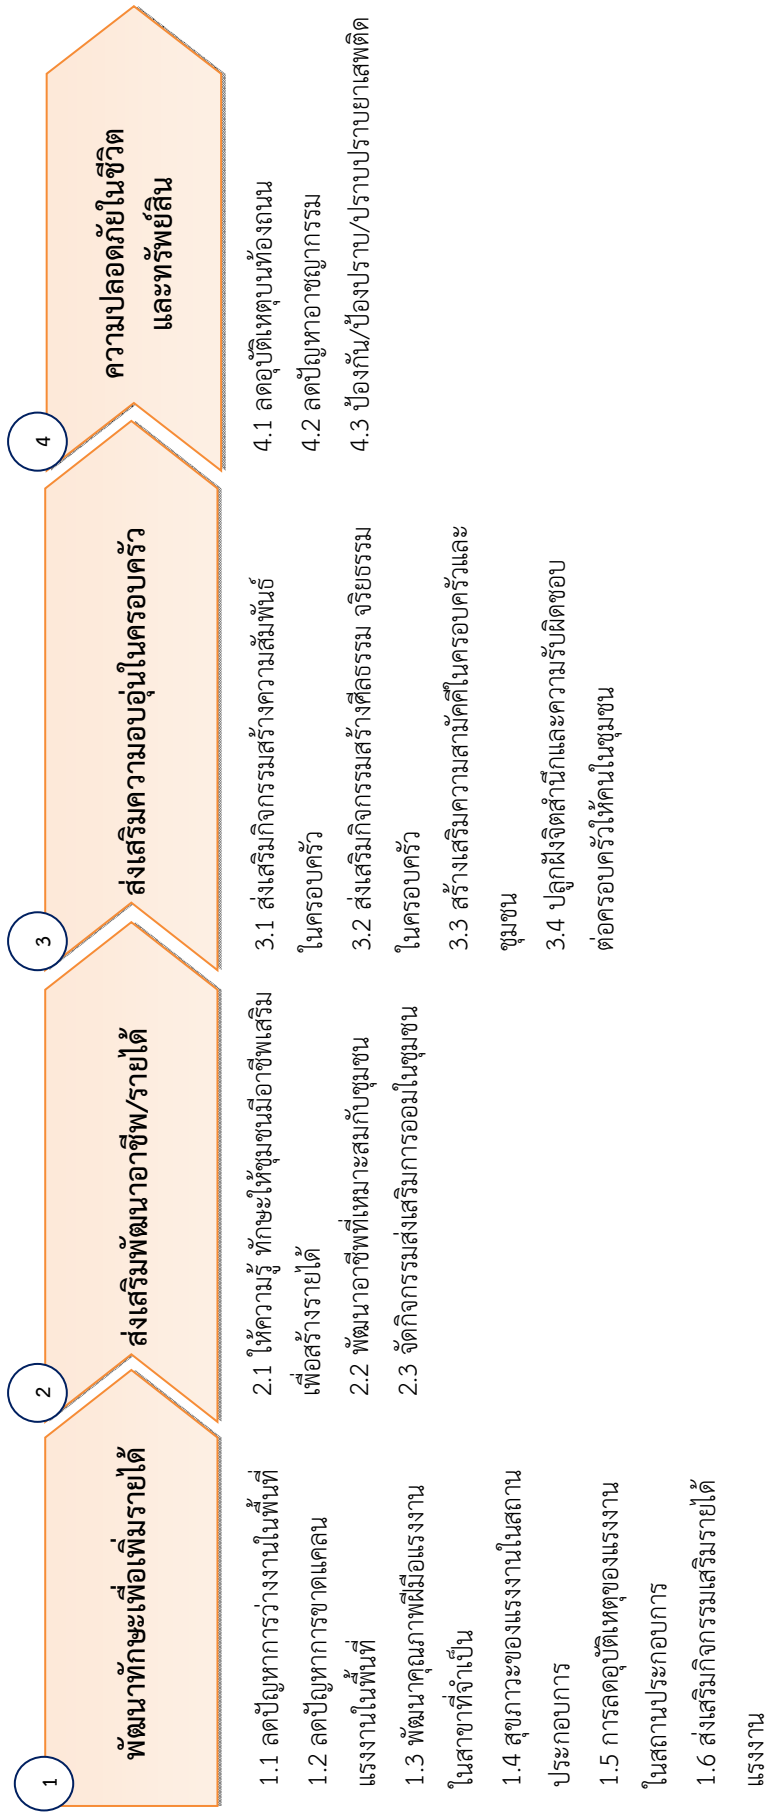 1
พัฒนาทักษะเพื่อเพิ่มรายได้
1.1 ลดปัญหาการว่างงานในพื้นที่
1.2 ลดปัญหาการขาดแคลน
แรงงานในพื้นที่
1.3 พัฒนาคุณภาพฝีมือแรงงาน
ในสาขาที่จำเป็น
1.4 สุขภาวะของแรงงานในสถาน
ประกอบการ
1.5 การลดอุบัติเหตุของแรงงาน
ในสถานประกอบการ
1.6 ส่งเสริมกิจกรรมเสริมรายได้
แรงงาน
2
ส่งเสริมพัฒนาอาชีพ/รายได้
2.1 ให้ความรู้ ทักษะให้ชุมชนมีอาชีพเสริม
เพื่อสร้างรายได้
2.2 พัฒนาอาชีพที่เหมาะสมกับชุมชน
2.3 จัดกิจกรรมส่งเสริมการออมในชุมชน
3
ส่งเสริมความอบอุ่นในครอบครัว
3.1 ส่งเสริมกิจกรรมสร้างความสัมพันธ์
ในครอบครัว
3.2 ส่งเสริมกิจกรรมสร้างศีลธรรม จริยธรรม
ในครอบครัว
3.3 สร้างเสริมความสามัคคีในครอบครัวและ
ชุมชน
3.4 ปลูกฝังจิตสำนึกและความรับผิดชอบ
ต่อครอบครัวให้คนในชุมชน
4
ความปลอดภัยในชีวิต
และทรัพย์สิน
4.1 ลดอุบัติเหตุบนท้องถนน
4.2 ลดปัญหาอาชญากรรม
4.3 ป้องกัน/ป้องปราบ/ปราบปราบยาเสพติด